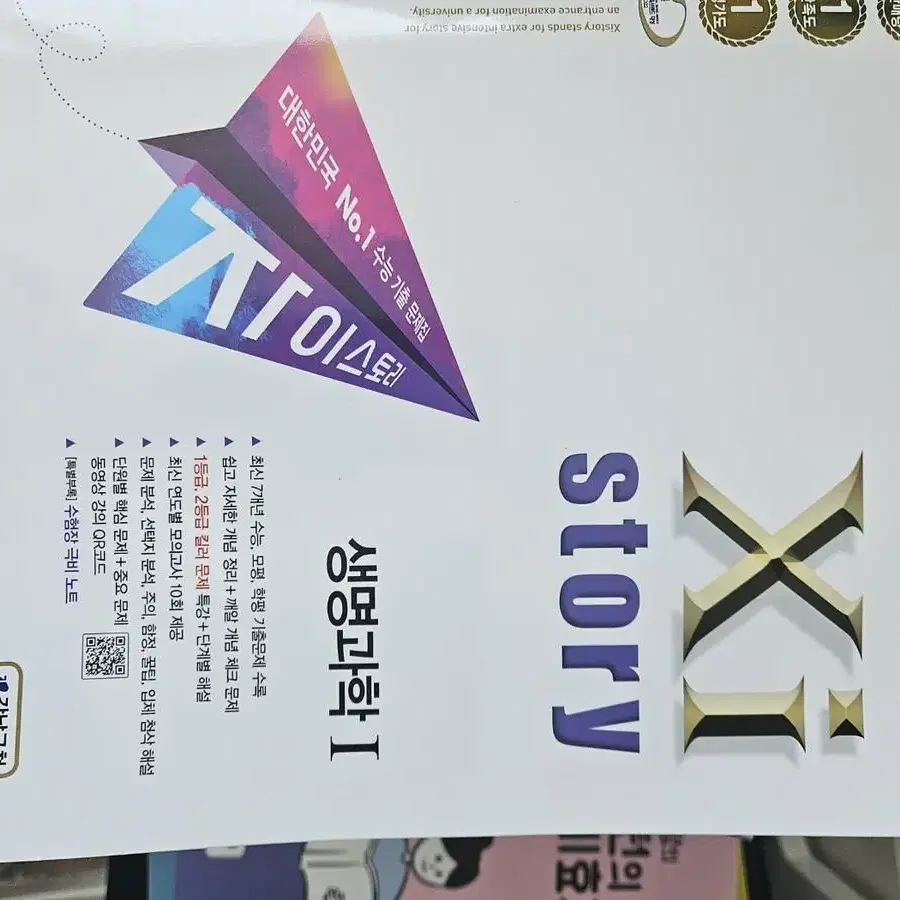 Xi
story
Xistory stands for extra intensive story for
an entrance examination for a university.
대한민국 No.1 수능 기출 문제집
자이스토리
생명과학 I
▲ 최신 7개년 수능, 모평, 학평 기출문제 수록
▲ 쉽고 자세한 개념 정리 + 깨알 개념 체크 문제
▲ 1등급, 2등급 킬러 문제 특강 + 단계별 해설
▲ 최신 연도별 모의고사 10회 제공
▲ 문제 분석, 선택지 분석, 주의, 함정, 꿀팁, 입체 첨삭 해설
▲ 단원별 핵심 문제 + 중요 문제
동영상 강의 QR코드
▲ [특별부록] 수험장 극비 노트